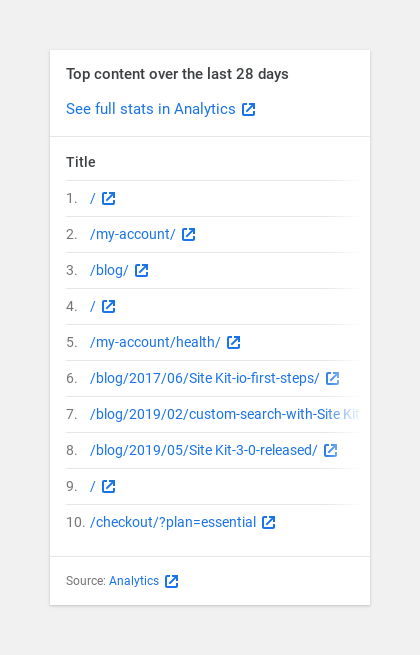 Top content over the last 28 days
See full stats in Analytics
Title
1. /
2. /my-account/
3. /blog/
4. /
5. /my-account/health/
6. /blog/2017/06/Site Kit-io-first-steps/
7. /blog/2019/02/custom-search-with-Site Kit
8. /blog/2019/05/Site Kit-3-0-released/
9. /
10. /checkout/?plan=essential
Source: Analytics